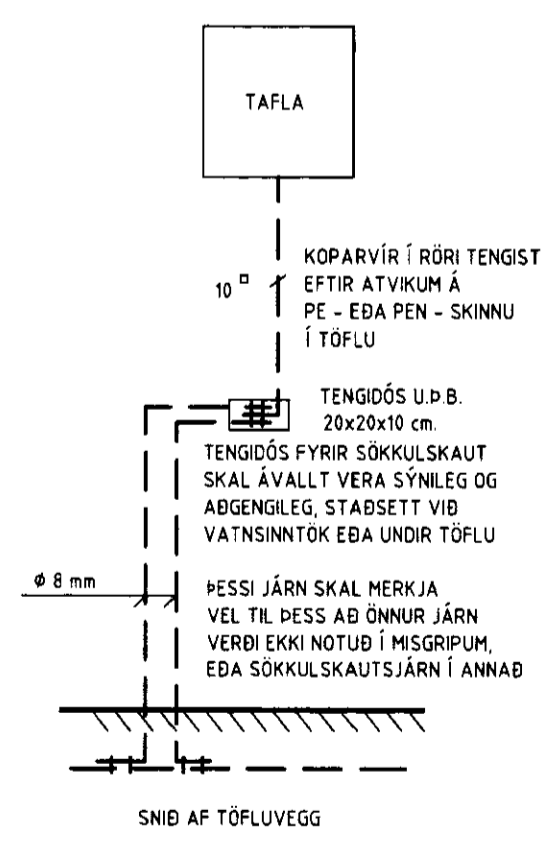 TAFLA
KOPARVÍR Í RÖRI TENGIST
EFTIR ATVIKUM Á
PE - EÐA PEN - SKINNU
Í TÖFLU
10 □
TENGIDÓS U.Þ.B.
20x20x10 cm.
TENGIDÓS FYRIR SÖKKULSKAUT
SKAL ÁVALLT VERA SÝNILEG OG
AÐGENGILEG, STAÐSETT VIÐ
VATNSINNTÖK EÐA UNDIR TÖFLU
Ø 8 mm
ÞESSI JÁRN SKAL MERKJA
VEL TIL ÞESS AÐ ÖNNUR JÁRN
VERÐI EKKI NOTUÐ Í MISGRIPUM,
EÐA SÖKKULSKAUTSJÁRN Í ANNAÐ
SNIÐ AF TÖFLUVEGG